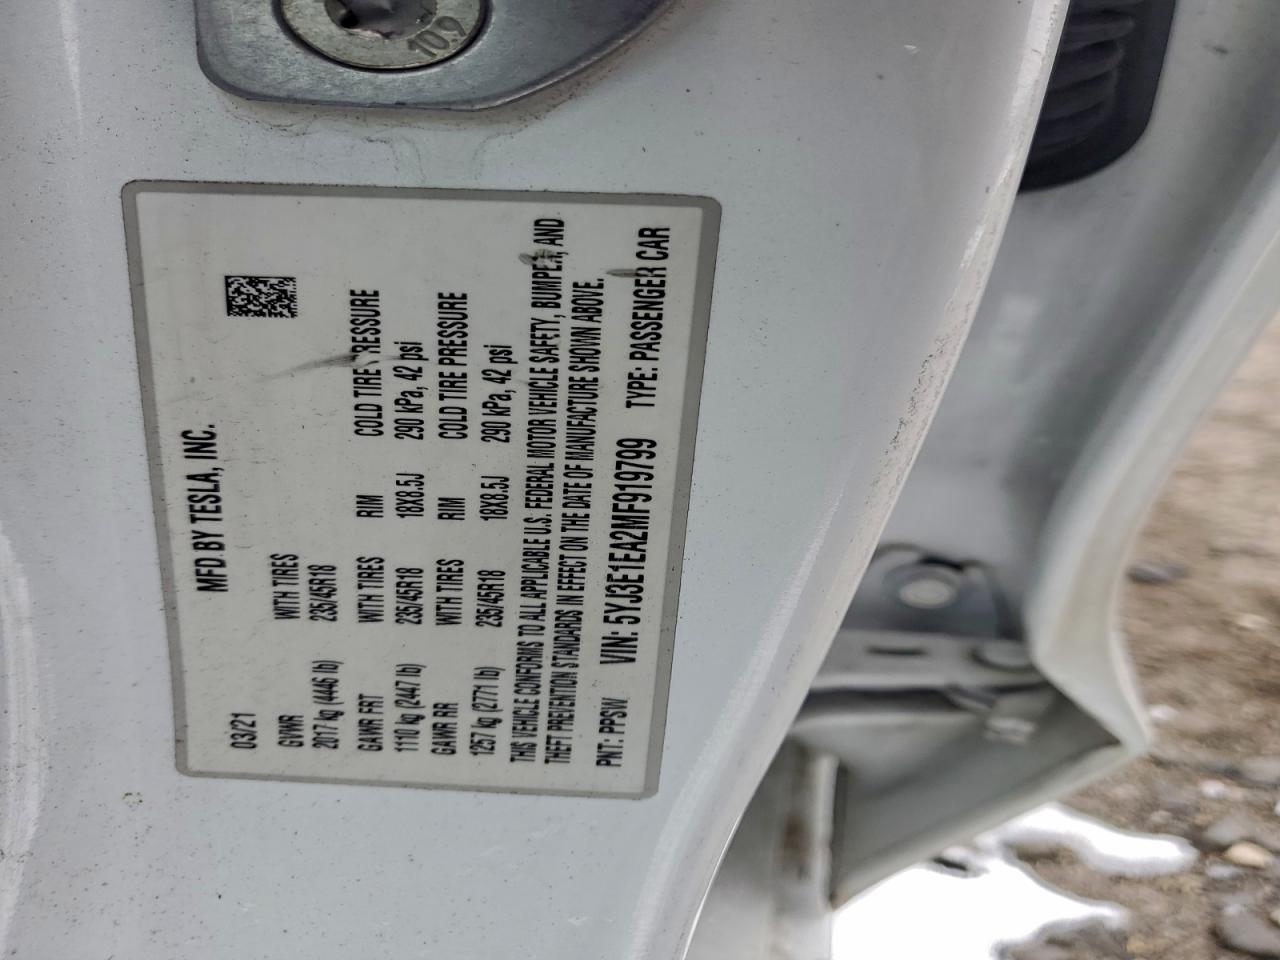 10.9
MFD BY TESLA, INC.
03/21
GVWR WITH TIRES
2017 kg (4446 lb) 235/45R18
GAWR FRT WITH TIRES RIM COLD TIRE PRESSURE
1110 kg (2447 lb) 235/45R18 18X8.5J 290 kPa, 42 psi
GAWR RR WITH TIRES RIM COLD TIRE PRESSURE
1257 kg (2771 lb) 235/45R18 18X8.5J 290 kPa, 42 psi
THIS VEHICLE CONFORMS TO ALL APPLICABLE U.S. FEDERAL MOTOR VEHICLE SAFETY, BUMPER, AND
THEFT PREVENTION STANDARDS IN EFFECT ON THE DATE OF MANUFACTURE SHOWN ABOVE.
PNT: PPSW VIN: 5YJ3E1EA2MF919799 TYPE: PASSENGER CAR